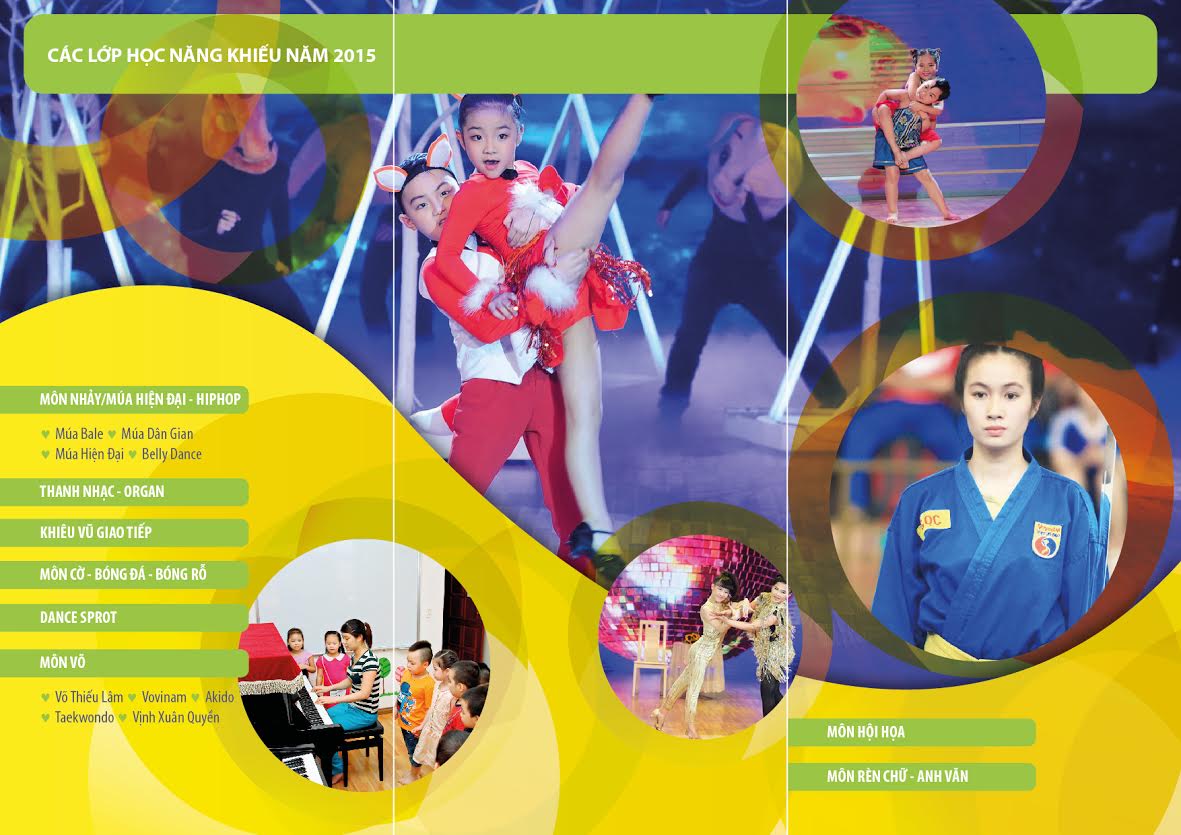 CÁC LỚP HỌC NĂNG KHIẾU NĂM 2015
MÔN NHẢY/MÚA HIỆN ĐẠI - HIPHOP
♥ Múa Bale ♥ Múa Dân Gian
♥ Múa Hiện Đại ♥ Belly Dance
THANH NHẠC - ORGAN
KHIÊU VŨ GIAO TIẾP
MÔN CỜ - BÓNG ĐÁ - BÓNG RỖ
DANCE SPROT
MÔN VÕ
♥ Võ Thiếu Lâm ♥ Vovinam ♥ Akido
♥ Taekwondo ♥ Vịnh Xuân Quyền
MÔN HỘI HỌA
MÔN RÈN CHỮ - ANH VĂN